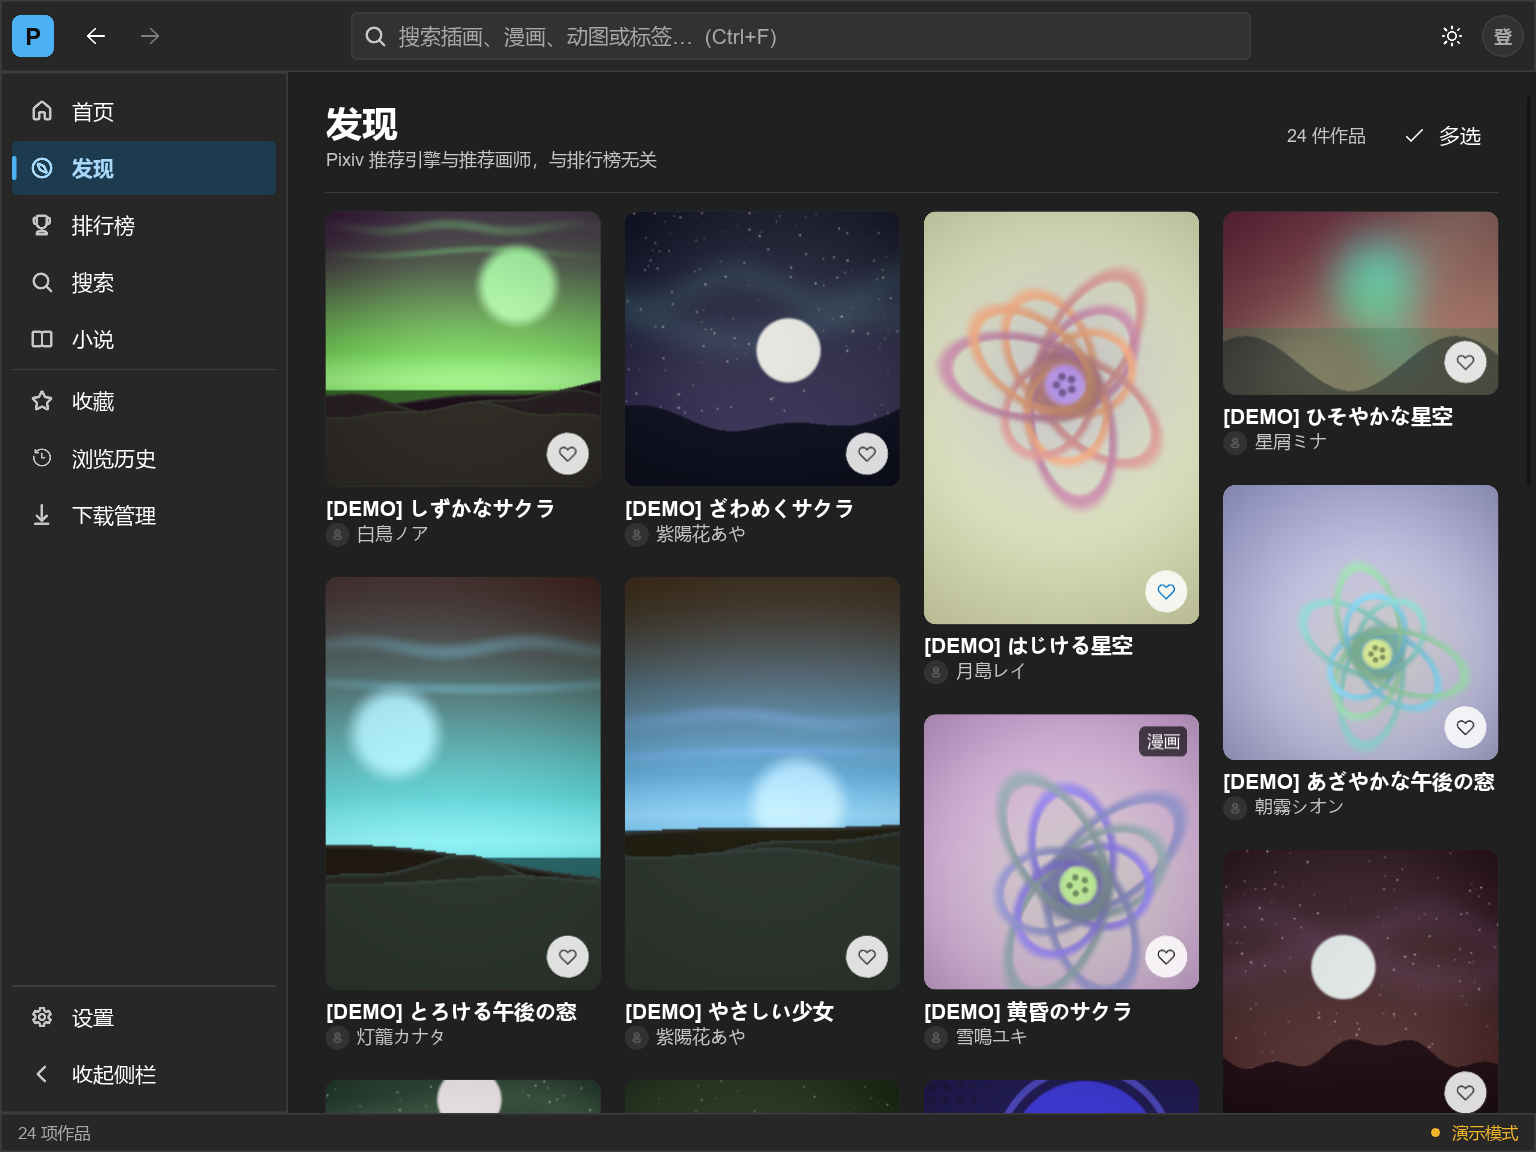 P
搜索插画、漫画、动图或标签… (Ctrl+F)
登
首页
发现
排行榜
搜索
小说
收藏
浏览历史
下载管理
设置
收起侧栏
发现
Pixiv 推荐引擎与推荐画师，与排行榜无关
24 件作品
多选
[DEMO] しずかなサクラ
白鳥ノア
[DEMO] ざわめくサクラ
紫陽花あや
[DEMO] はじける星空
月島レイ
[DEMO] ひそやかな星空
星屑ミナ
[DEMO] あざやかな午後の窓
朝霧シオン
[DEMO] とろける午後の窓
灯籠カナタ
[DEMO] やさしい少女
紫陽花あや
漫画
[DEMO] 黄昏のサクラ
雪鳴ユキ
24 项作品
演示模式